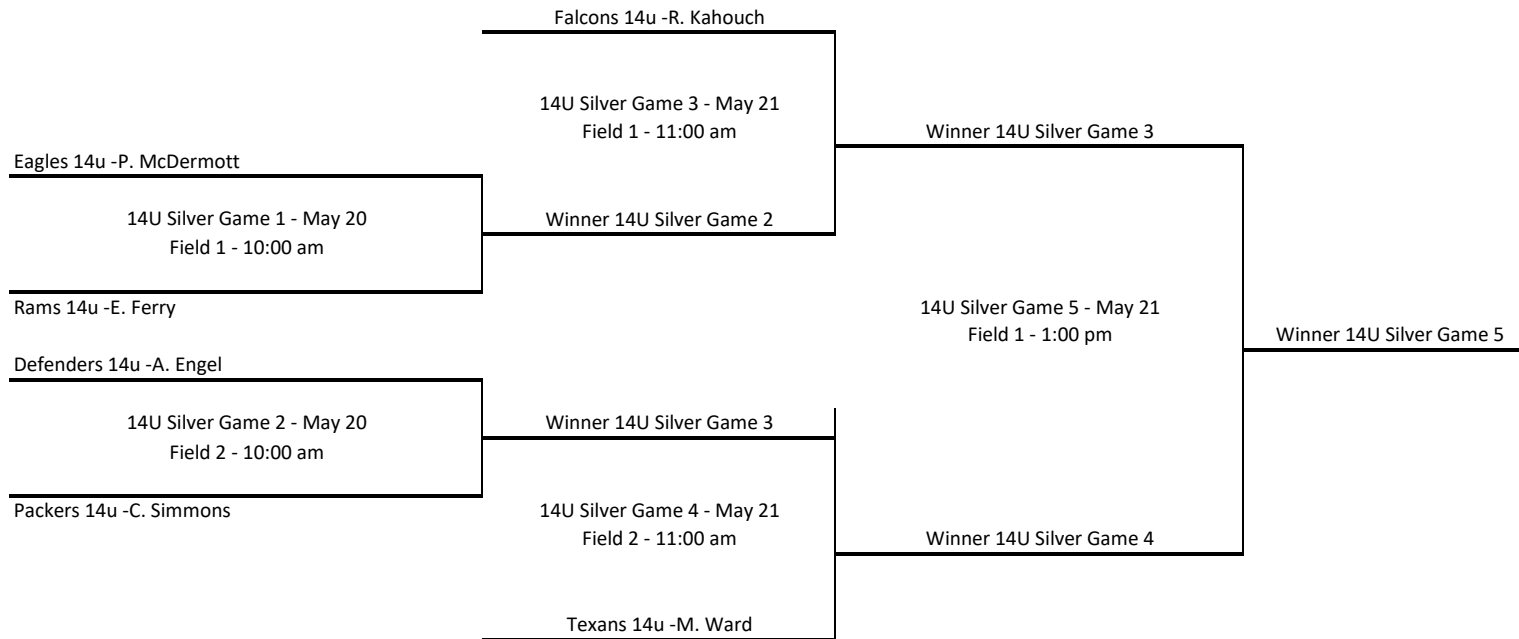 Falcons 14u -R. Kahouch
14U Silver Game 3 - May 21
Field 1 - 11:00 am
Winner 14U Silver Game 3
Eagles 14u -P. McDermott
14U Silver Game 1 - May 20
Field 1 - 10:00 am
Winner 14U Silver Game 2
Rams 14u -E. Ferry
14U Silver Game 5 - May 21
Field 1 - 1:00 pm
Winner 14U Silver Game 5
Defenders 14u -A. Engel
14U Silver Game 2 - May 20
Field 2 - 10:00 am
Winner 14U Silver Game 3
Packers 14u -C. Simmons
14U Silver Game 4 - May 21
Field 2 - 11:00 am
Winner 14U Silver Game 4
Texans 14u -M. Ward